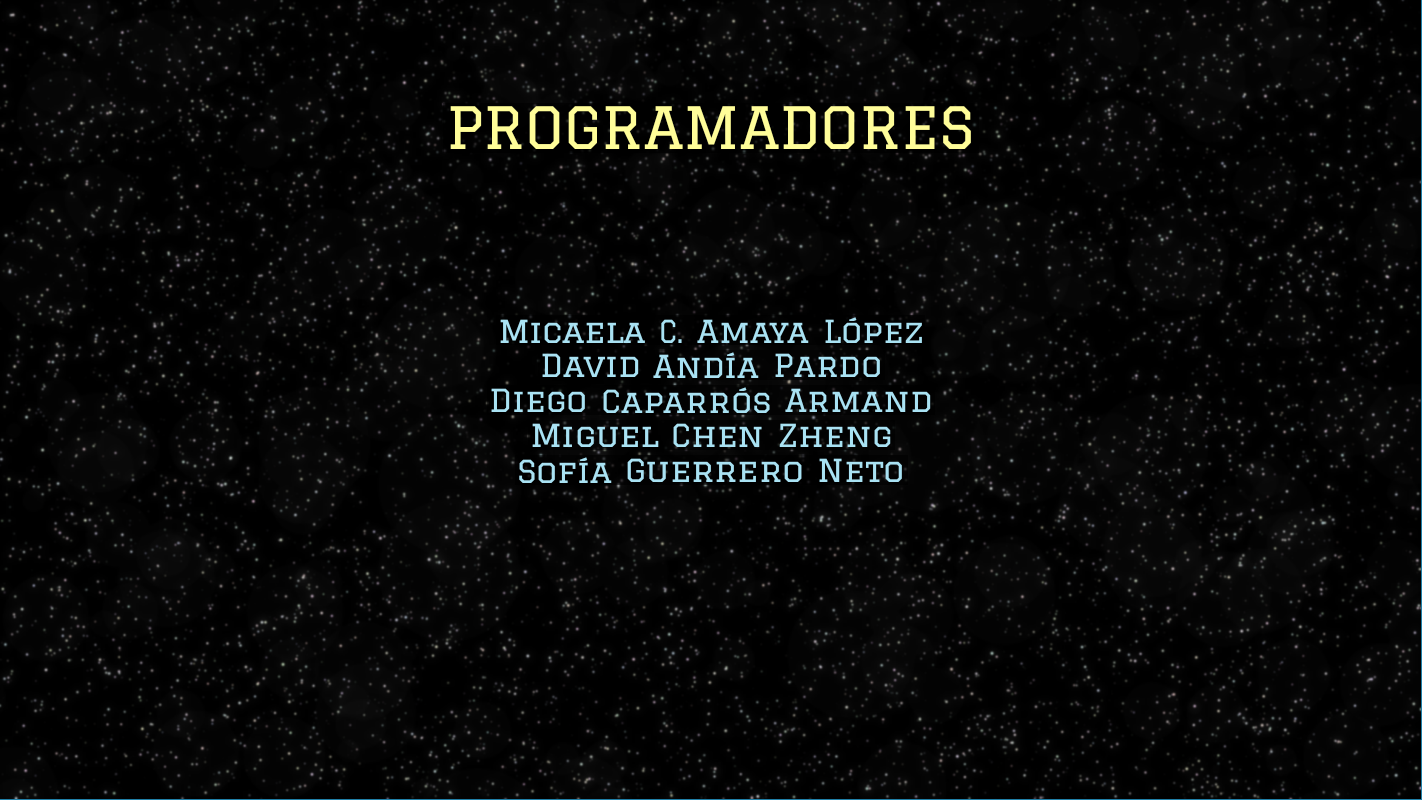 PROGRAMADORES
Micaela C. Amaya López
David Andía Pardo
Diego Caparrós Armand
Miguel Chen Zheng
Sofía Guerrero Neto